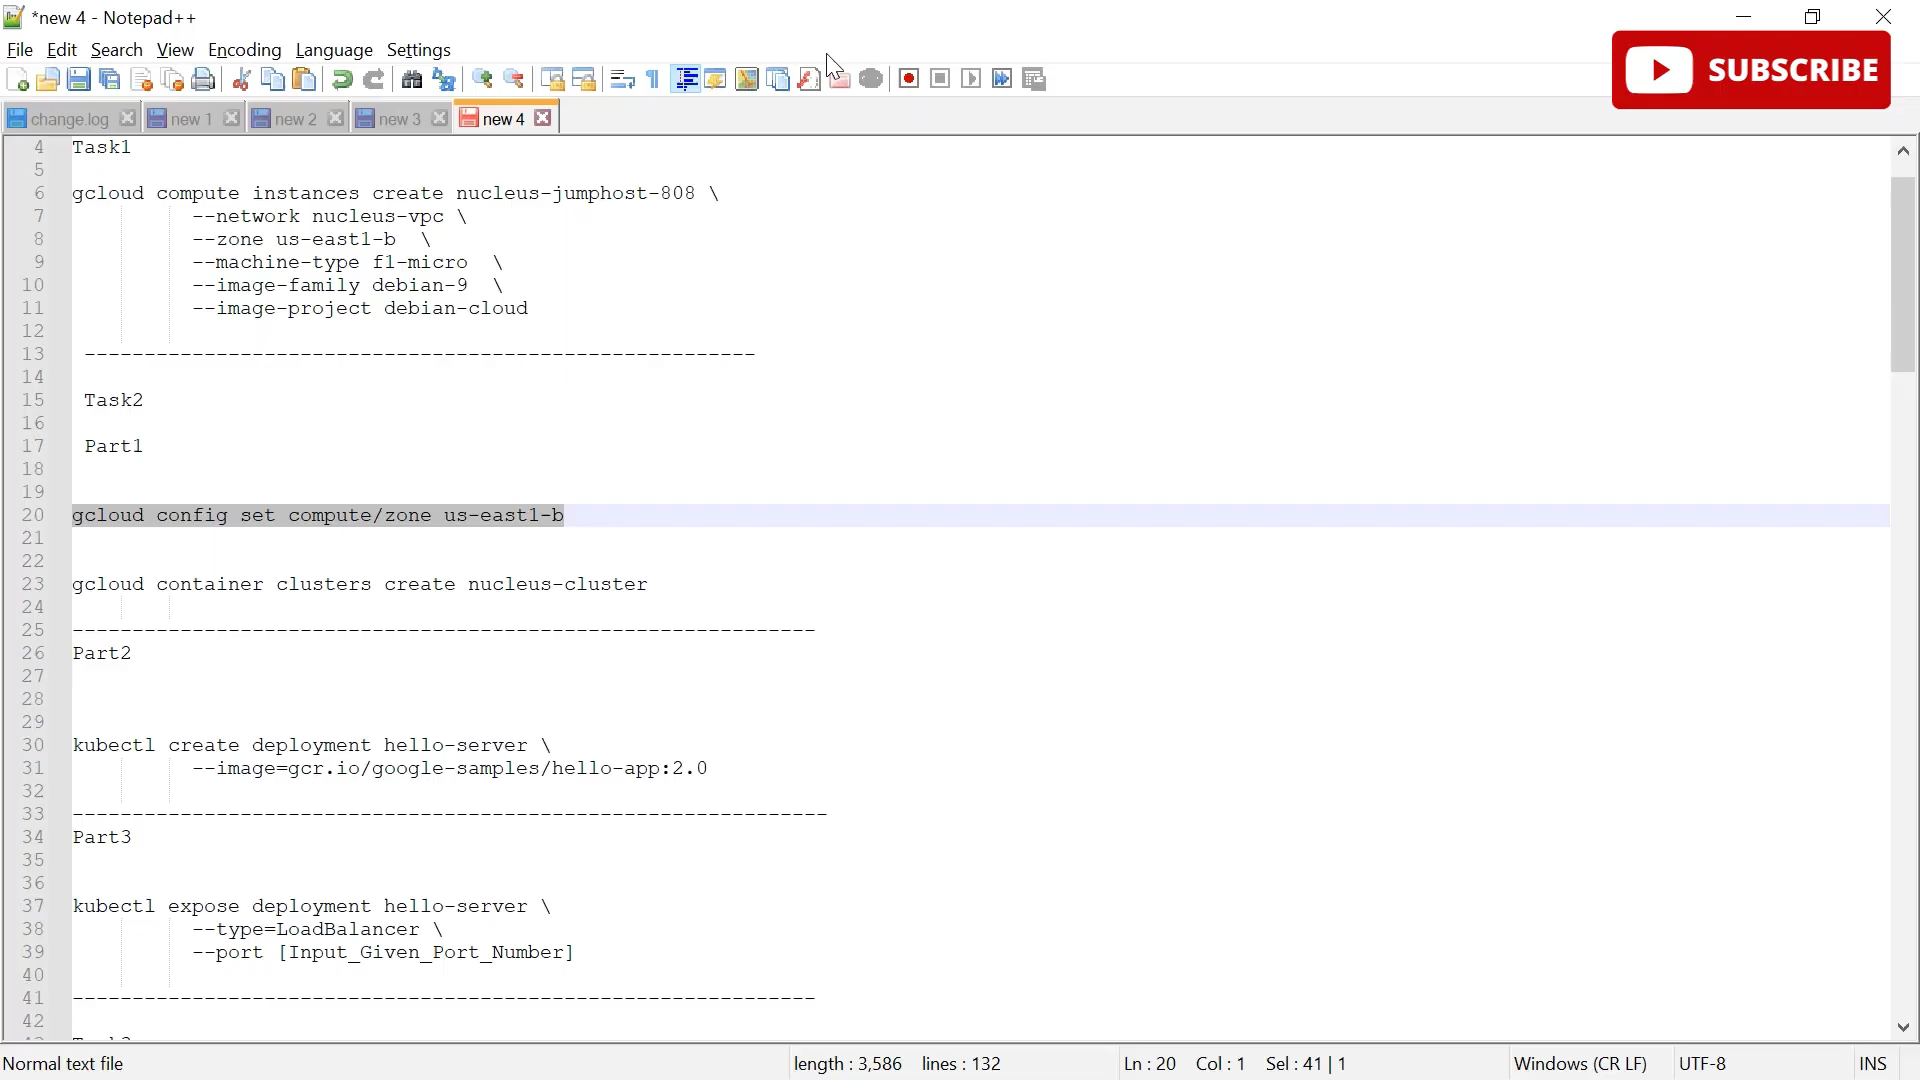 *new 4 - Notepad++
File Edit Search View Encoding Language Settings
SUBSCRIBE
change.log new 1 new 2 new 3 new 4
4 Task1
5
6 gcloud compute instances create nucleus-jumphost-808 \
7 --network nucleus-vpc \
8 --zone us-east1-b \
9 --machine-type f1-micro \
10 --image-family debian-9 \
11 --image-project debian-cloud
12
13 --------------------------------------------------------
14
15 Task2
16
17 Part1
18
19
20 gcloud config set compute/zone us-east1-b
21
22
23 gcloud container clusters create nucleus-cluster
24
25 --------------------------------------------------------------
26 Part2
27
28
29
30 kubectl create deployment hello-server \
31 --image=gcr.io/google-samples/hello-app:2.0
32
33 ---------------------------------------------------------------
34 Part3
35
36
37 kubectl expose deployment hello-server \
38 --type=LoadBalancer \
39 --port [Input_Given_Port_Number]
40
41 --------------------------------------------------------------
42
Normal text file length : 3,586 lines : 132 Ln : 20 Col : 1 Sel : 41 | 1 Windows (CR LF) UTF-8 INS